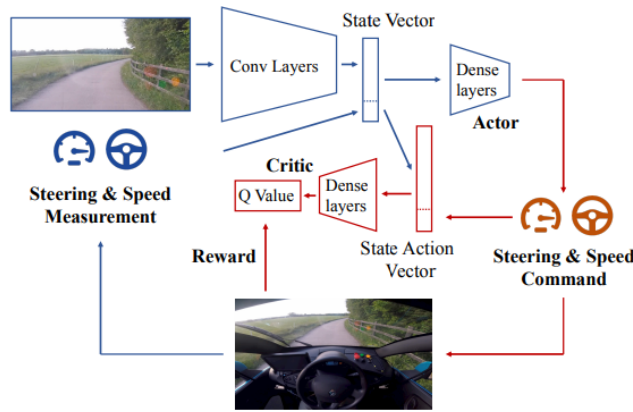 State Vector
Conv Layers
Dense
layers
Actor
Critic
Q Value
Dense
layers
Steering & Speed
Measurement
Reward
State Action
Vector
Steering & Speed
Command